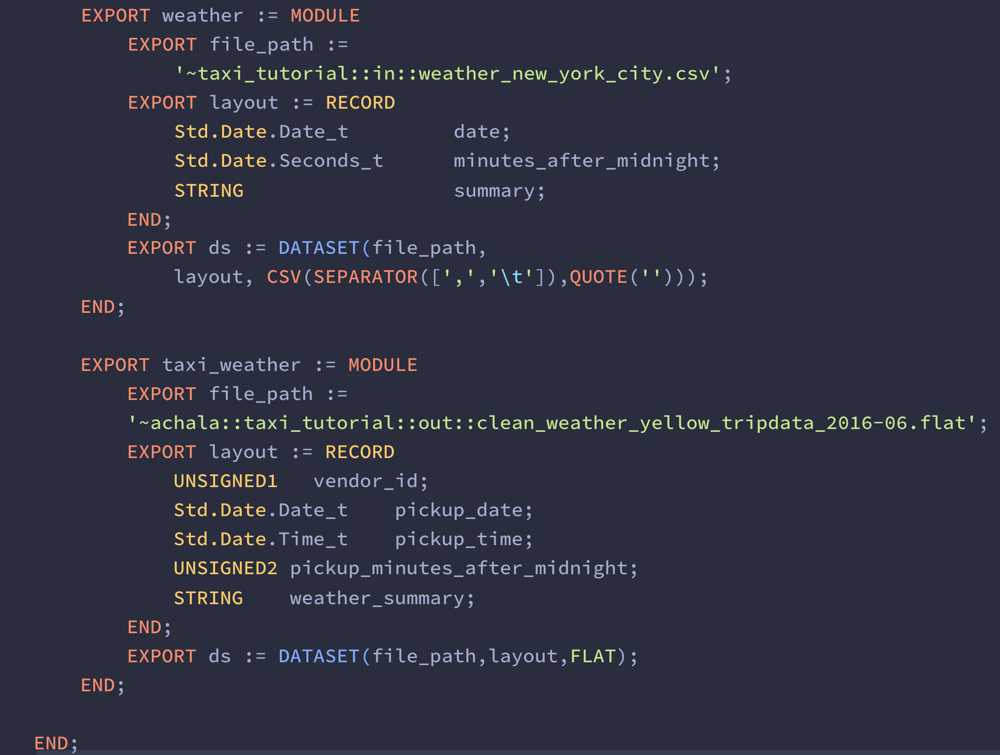 EXPORT weather := MODULE
EXPORT file_path :=
'~taxi_tutorial::in::weather_new_york_city.csv';
EXPORT layout := RECORD
Std.Date.Date_t date;
Std.Date.Seconds_t minutes_after_midnight;
STRING summary;
END;
EXPORT ds := DATASET(file_path,
layout, CSV(SEPARATOR([',','\t']),QUOTE('')));
END;
EXPORT taxi_weather := MODULE
EXPORT file_path :=
'~achala::taxi_tutorial::out::clean_weather_yellow_tripdata_2016-06.flat';
EXPORT layout := RECORD
UNSIGNED1 vendor_id;
Std.Date.Date_t pickup_date;
Std.Date.Time_t pickup_time;
UNSIGNED2 pickup_minutes_after_midnight;
STRING weather_summary;
END;
EXPORT ds := DATASET(file_path,layout,FLAT);
END;
END;